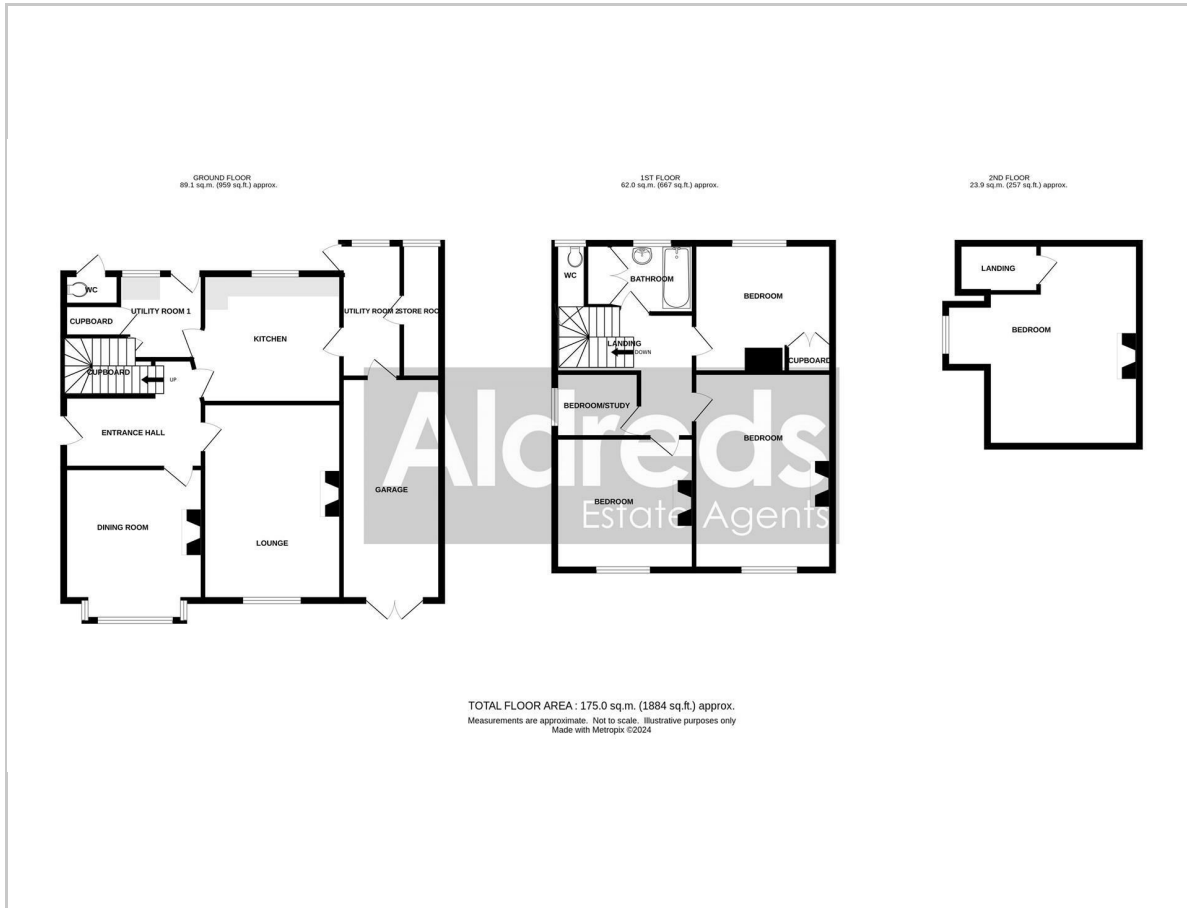 GROUND FLOOR
89.1 sq.m. (959 sq.ft.) approx.
WC
CUPBOARD
UTILITY ROOM 1
KITCHEN
UTILITY ROOM 2
STORE ROO
CUPBOARD
UP
ENTRANCE HALL
DINING ROOM
LOUNGE
GARAGE
1ST FLOOR
62.0 sq.m. (667 sq.ft.) approx.
WC
BATHROOM
BEDROOM
LANDING
DOWN
CUPBOARD
BEDROOM/STUDY
BEDROOM
BEDROOM
2ND FLOOR
23.9 sq.m. (257 sq.ft.) approx.
LANDING
BEDROOM
Aldreds
Estate Agents
TOTAL FLOOR AREA : 175.0 sq.m. (1884 sq.ft.) approx.
Measurements are approximate. Not to scale. Illustrative purposes only
Made with Metropix ©2024